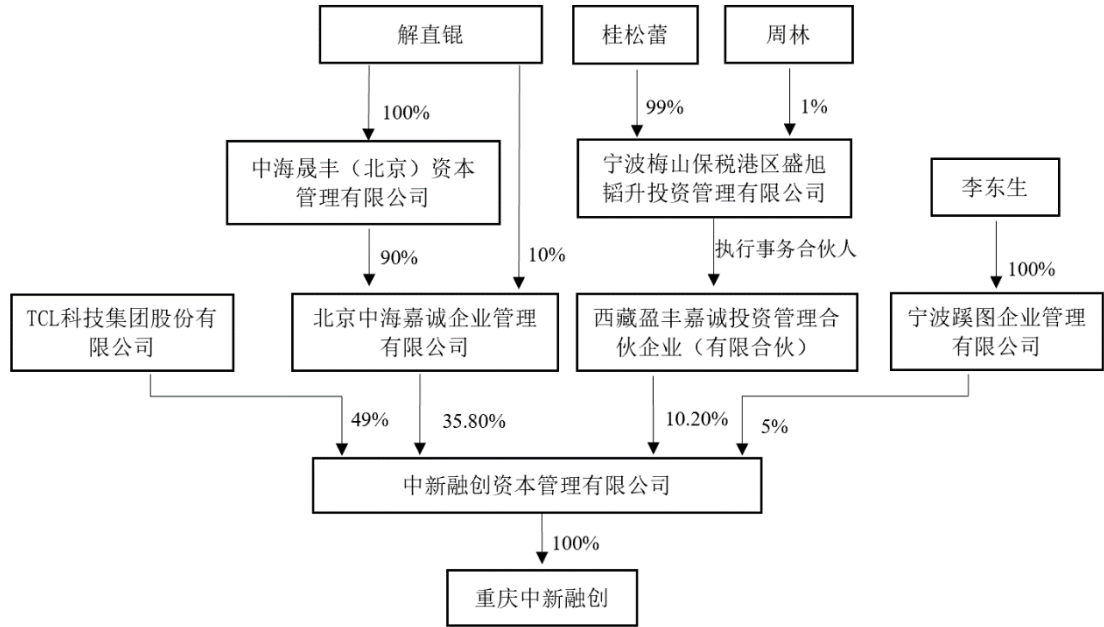 解直锟
桂松蕾
周林
100%
99%
1%
中海晟丰（北京）资本
管理有限公司
宁波梅山保税港区盛旭
韬升投资管理有限公司
李东生
90%
10%
执行事务合伙人
100%
TCL科技集团股份有
限公司
北京中海嘉诚企业管理
有限公司
西藏盈丰嘉诚投资管理合
伙企业（有限合伙）
宁波蹊图企业管理
有限公司
49%
35.80%
10.20%
5%
中新融创资本管理有限公司
100%
重庆中新融创